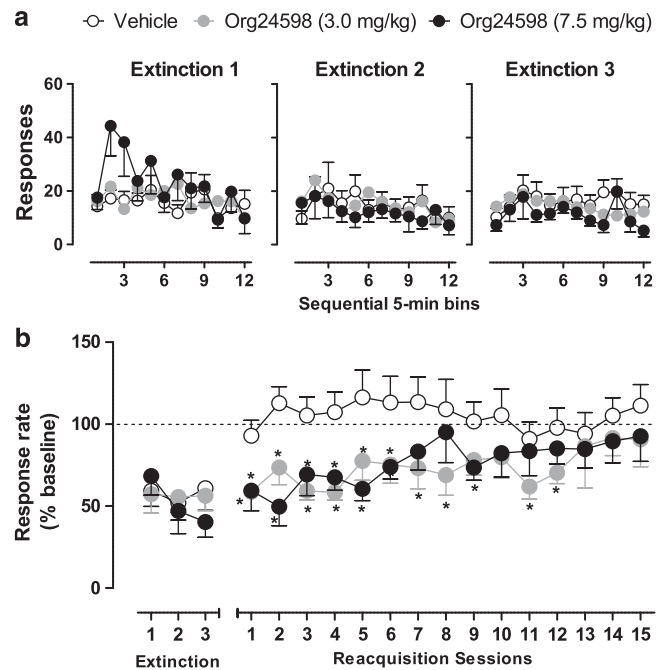 a
Vehicle Org24598 (3.0 mg/kg) Org24598 (7.5 mg/kg)
Extinction 1 Extinction 2 Extinction 3
Responses
60
40
20
0
3 6 9 12 3 6 9 12 3 6 9 12
Sequential 5-min bins
b
Response rate
(% baseline)
150
100
50
0
* * * * * * * * * * * * * * *
1 2 3 1 2 3 4 5 6 7 8 9 10 11 12 13 14 15
Extinction Reacquisition Sessions